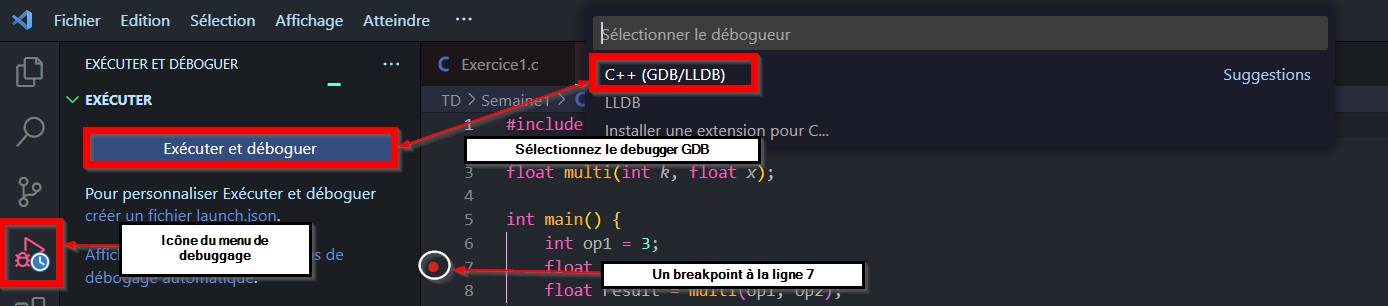 Fichier Edition Sélection Affichage Atteindre ...
Sélectionner le débogueur
C++ (GDB/LLDB) Suggestions
LLDB
Installer une extension pour C...
EXÉCUTER ET DÉBOGUER ...
EXÉCUTER
Exécuter et déboguer
Pour personnaliser Exécuter et déboguer
créer un fichier launch.json.
Icône du menu de
debuggage
s de
débogage automatique.
C Exercice1.c
TD > Semaine1 > C
1 #include
Sélectionnez le debugger GDB
3 float multi(int k, float x);
4
5 int main() {
6 int op1 = 3;
7 float
Un breakpoint à la ligne 7
8 float result = multi(op1, op2);